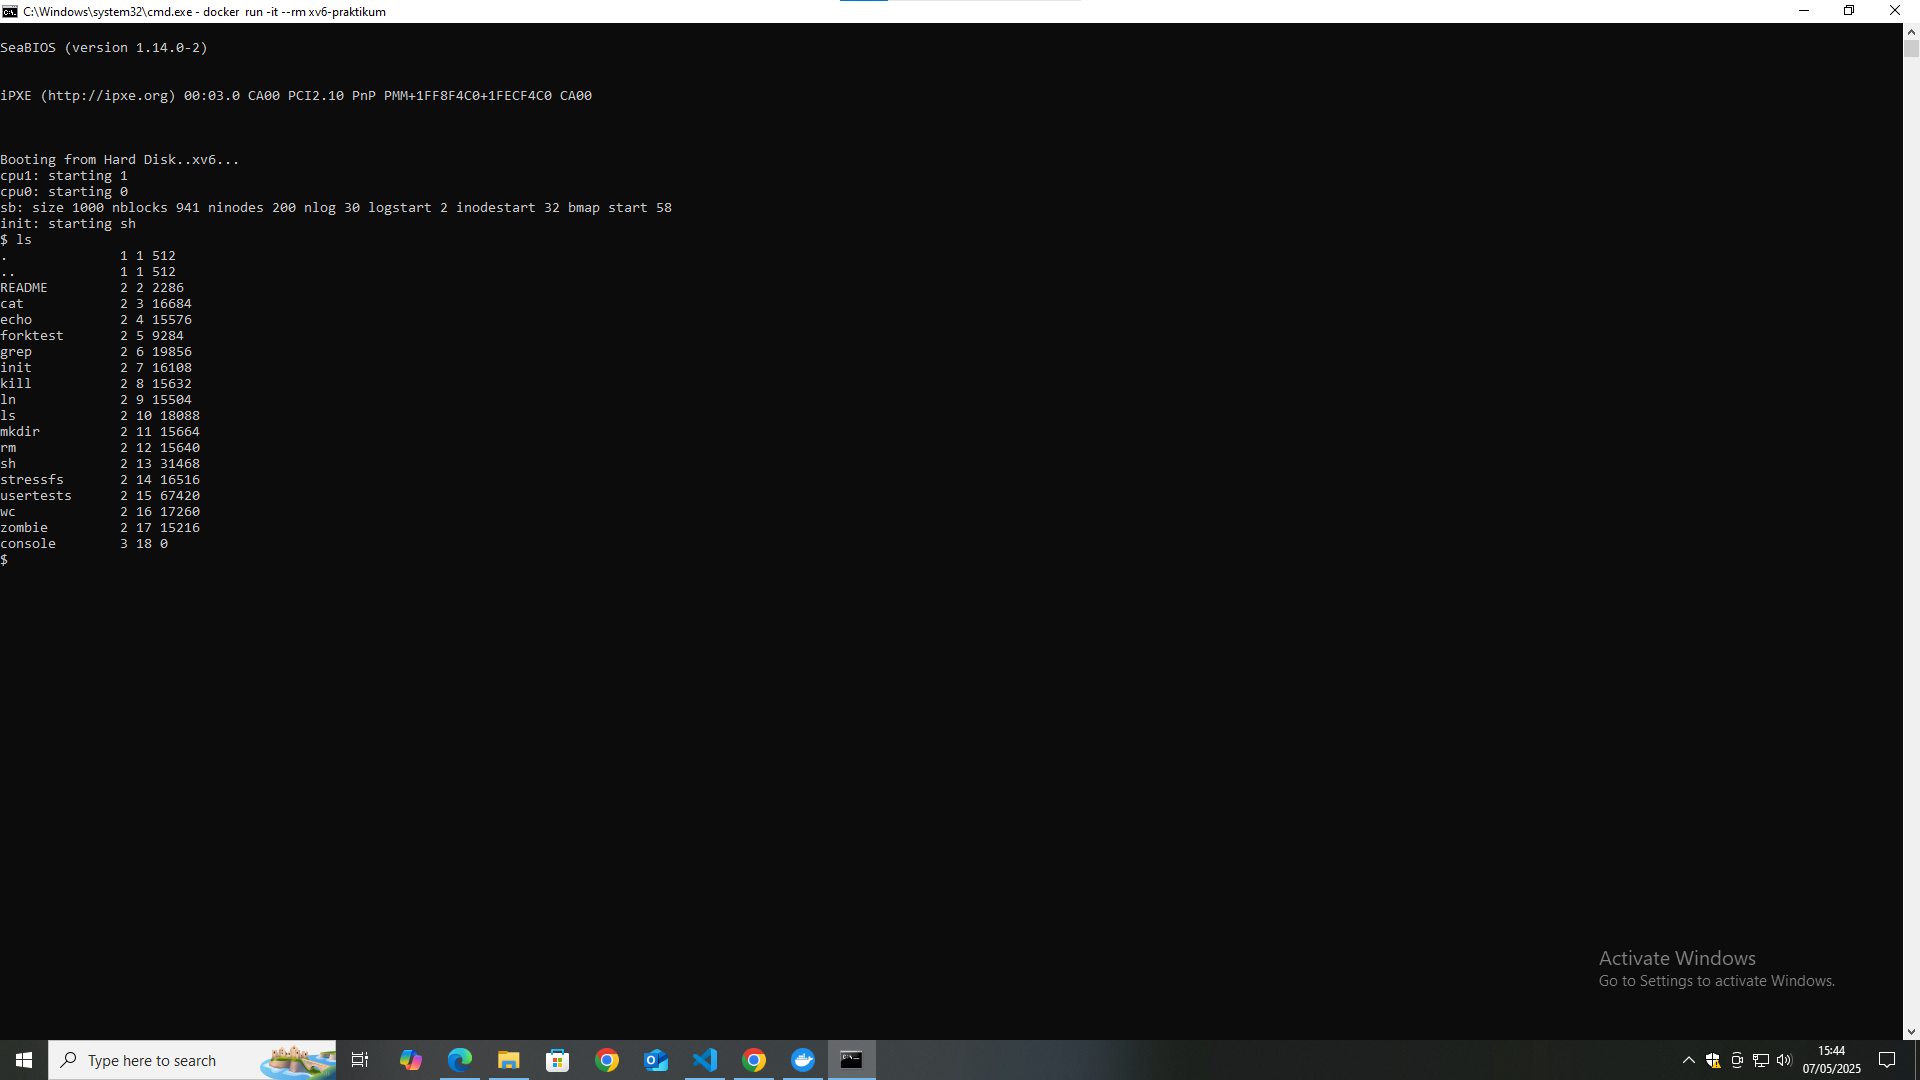 C:\Windows\system32\cmd.exe - docker  run -it --rm xv6-praktikum
SeaBIOS (version 1.14.0-2)
iPXE (http://ipxe.org) 00:03.0 CA00 PCI2.10 PnP PMM+1FF8F4C0+1FECF4C0 CA00
Booting from Hard Disk..xv6...
cpu1: starting 1
cpu0: starting 0
sb: size 1000 nblocks 941 ninodes 200 nlog 30 logstart 2 inodestart 32 bmap start 58
init: starting sh
$ ls
.              1 1 512
..             1 1 512
README         2 2 2286
cat            2 3 16684
echo           2 4 15576
forktest       2 5 9284
grep           2 6 19856
init           2 7 16108
kill           2 8 15632
ln             2 9 15504
ls             2 10 18088
mkdir          2 11 15664
rm             2 12 15640
sh             2 13 31468
stressfs       2 14 16516
usertests      2 15 67420
wc             2 16 17260
zombie         2 17 15216
console        3 18 0
$
Activate Windows
Go to Settings to activate Windows.
Type here to search
15:44
07/05/2025